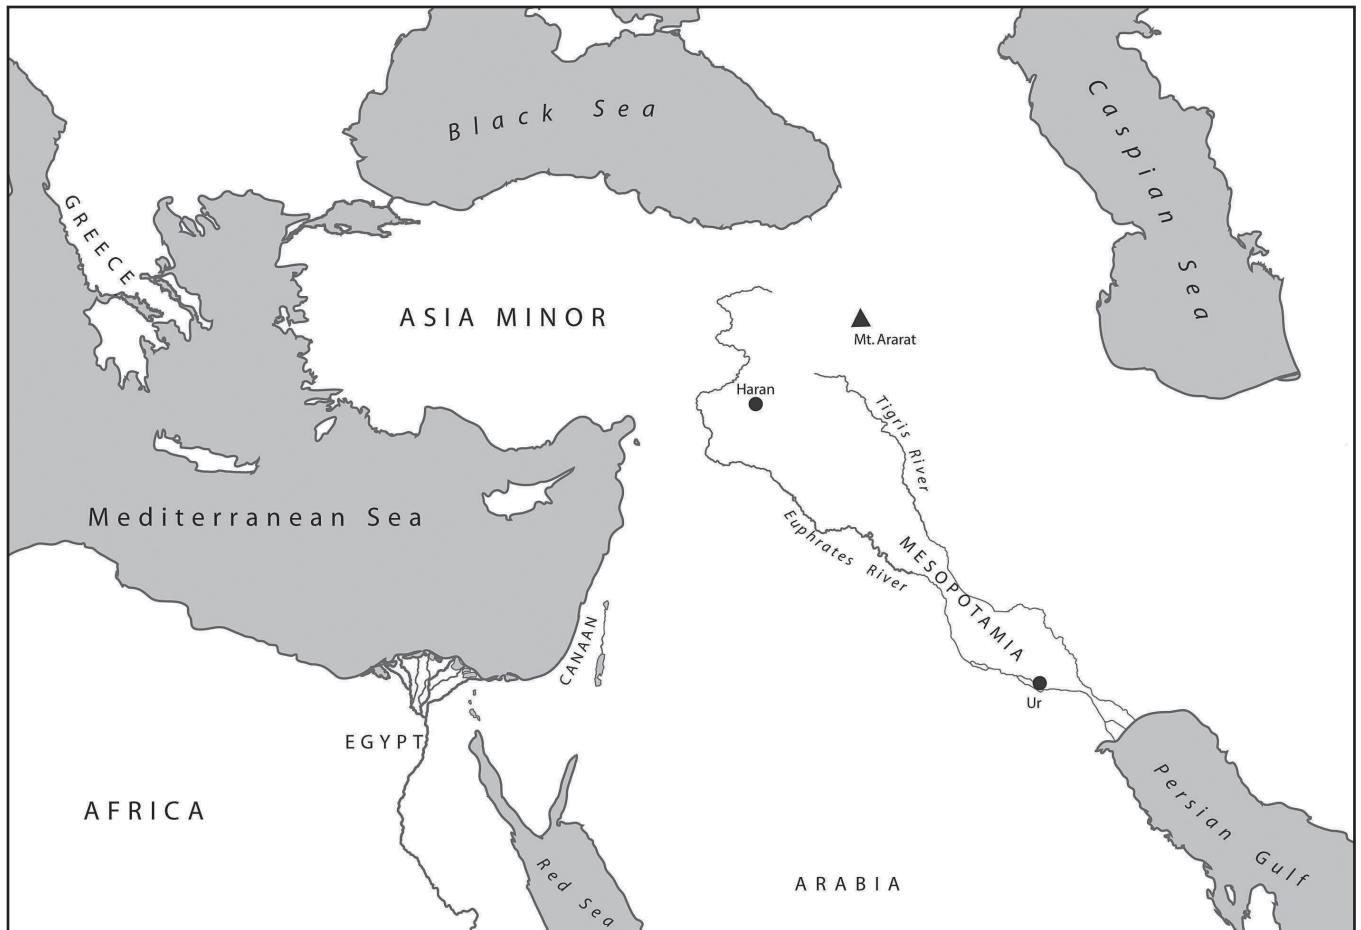 Black Sea
Caspian Sea
GREECE
ASIA MINOR
Mt. Ararat
Haran
Tigris River
Mediterranean Sea
Euphrates River
MESOPOTAMIA
CANAAN
Ur
EGYPT
AFRICA
Persian Gulf
Red Sea
ARABIA